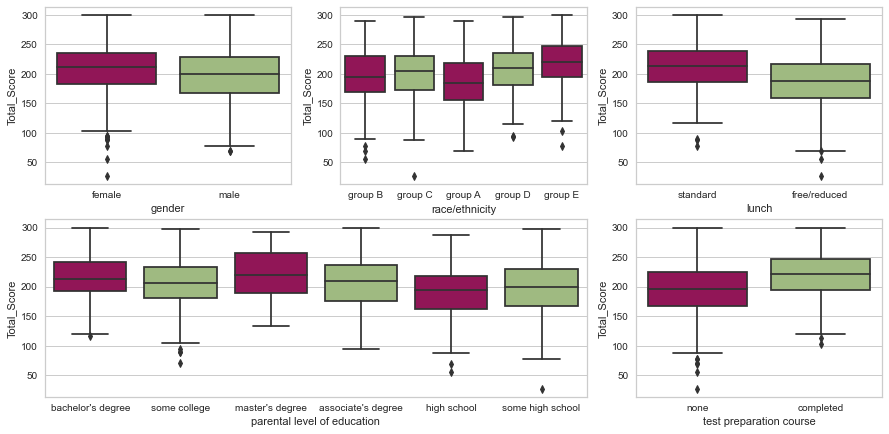 Total_Score
300
250
200
150
100
50
female male
gender
Total_Score
300
250
200
150
100
50
group B group C group A group D group E
race/ethnicity
Total_Score
300
250
200
150
100
50
standard free/reduced
lunch
Total_Score
300
250
200
150
100
50
bachelor's degree some college master's degree associate's degree high school some high school
parental level of education
Total_Score
300
250
200
150
100
50
none completed
test preparation course